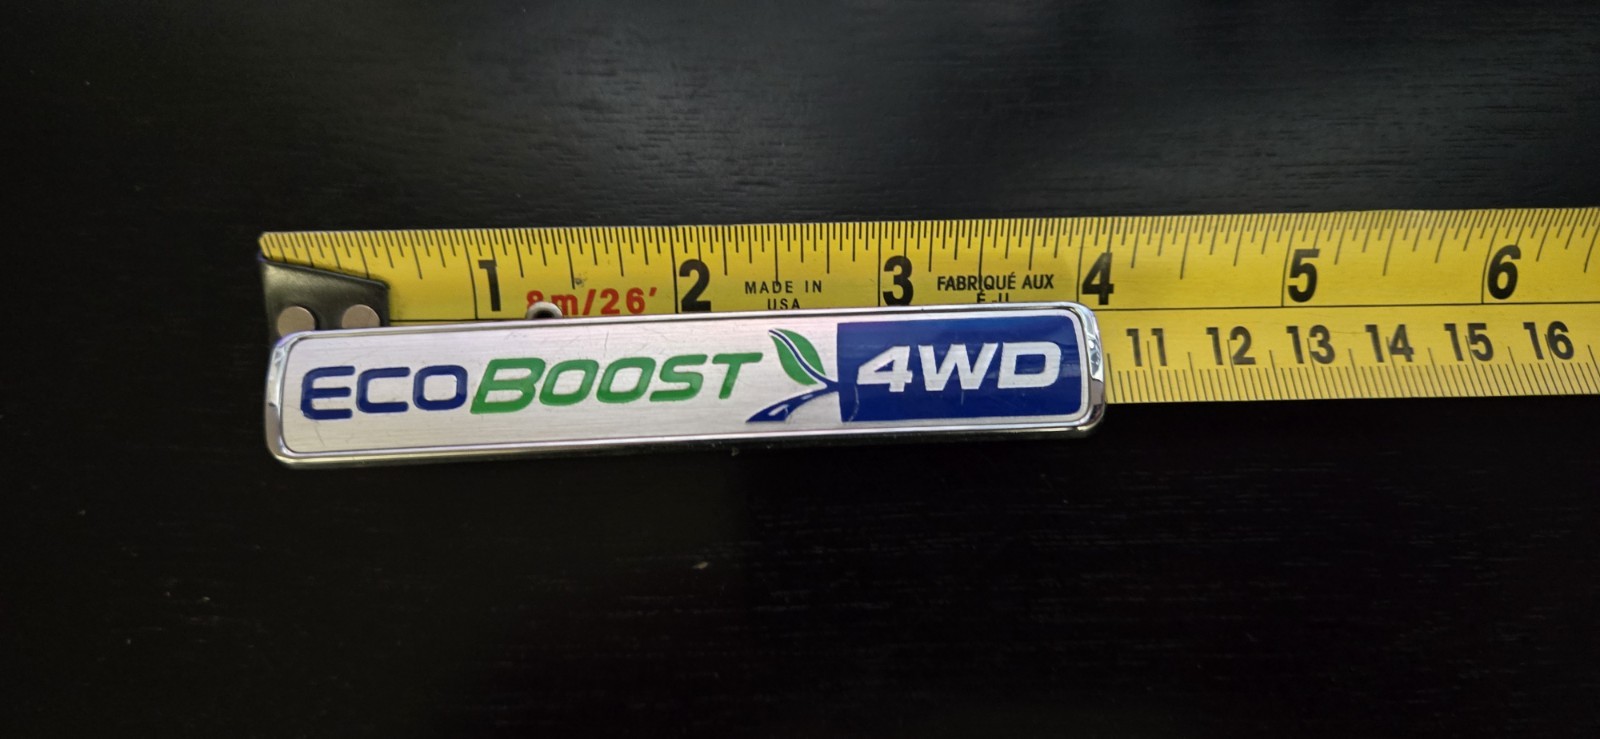 1 2 3 4 5 6
8m/26'
MADE IN
USA
FABRIQUÉ AUX
É.-U.
11 12 13 14 15 16
ECOBOOST 4WD